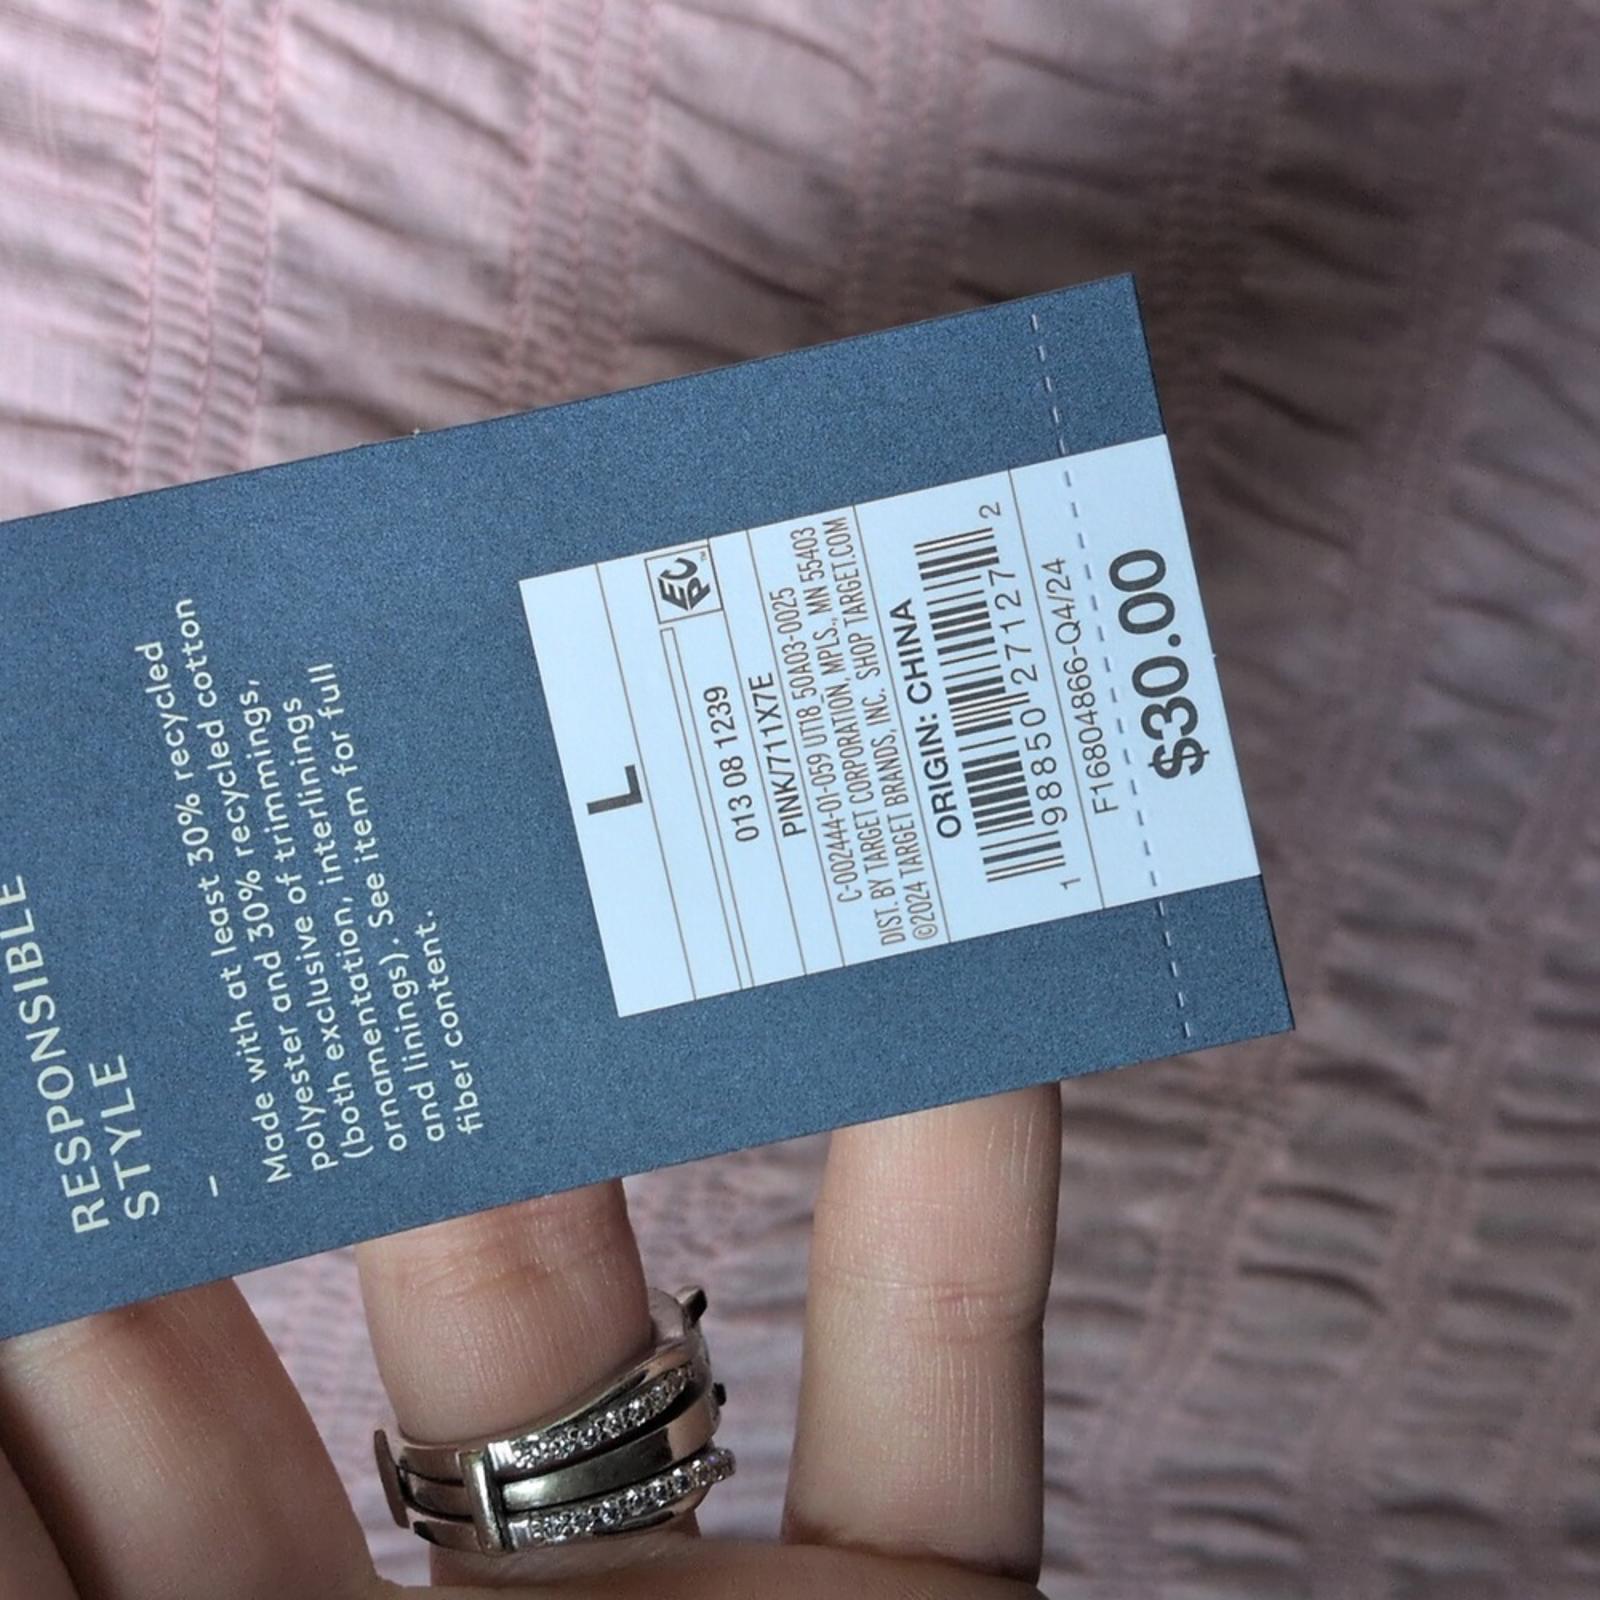 RESPONSIBLE
STYLE
–
Made with at least 30% recycled
polyester and 30% recycled cotton
(both exclusive of trimmings,
ornamentation, interlinings
and linings). See item for full
fiber content.
L
EPC™
013 08 1239
PINK/711X7E
C-002444-01-059 UT18 50A03-0025
DIST. BY TARGET CORPORATION, MPLS., MN 55403
©2024 TARGET BRANDS, INC. SHOP TARGET.COM
ORIGIN: CHINA
1 98850 27127 2
F16804866-Q4/24
$30.00